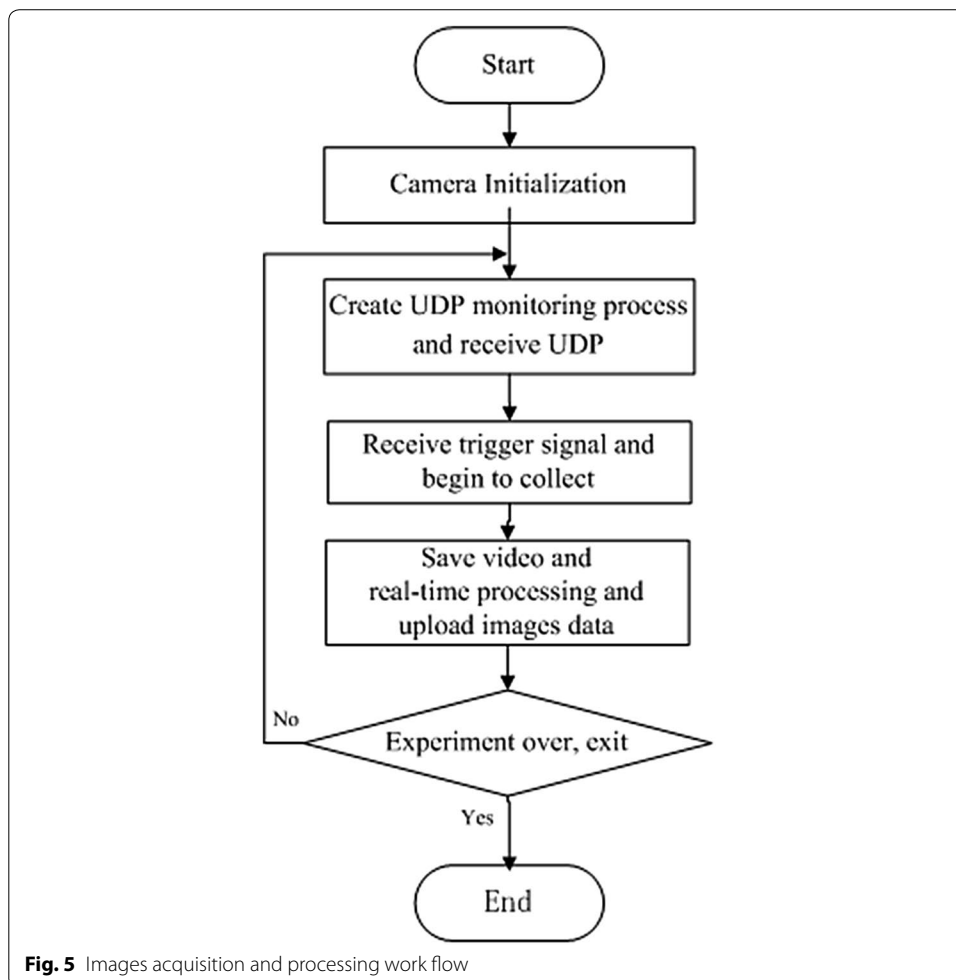 Start
Camera Initialization
Create UDP monitoring process
and receive UDP
Receive trigger signal and
begin to collect
Save video and
real-time processing and
upload images data
No
Experiment over, exit
Yes
End
Fig. 5 Images acquisition and processing work flow